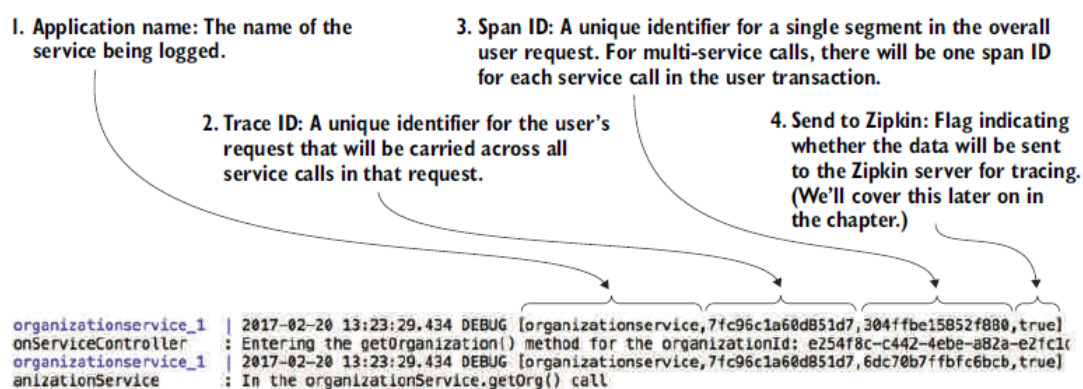 1. Application name: The name of the
service being logged.
3. Span ID: A unique identifier for a single segment in the overall
user request. For multi-service calls, there will be one span ID
for each service call in the user transaction.
2. Trace ID: A unique identifier for the user's
request that will be carried across all
service calls in that request.
4. Send to Zipkin: Flag indicating
whether the data will be sent
to the Zipkin server for tracing.
(We'll cover this later on in
the chapter.)
organizationservice_1 | 2017-02-20 13:23:29.434 DEBUG [organizationservice,7fc96c1a60d851d7,304ffbe15852f880,true]
onServiceController : Entering the getOrganization() method for the organizationId: e254f8c-c442-4ebe-a82a-e2fc1c
organizationservice_1 | 2017-02-20 13:23:29.434 DEBUG [organizationservice,7fc96c1a60d851d7,6dc70b7ffbfc6bcb,true]
anizationService : In the organizationService.getOrg() call